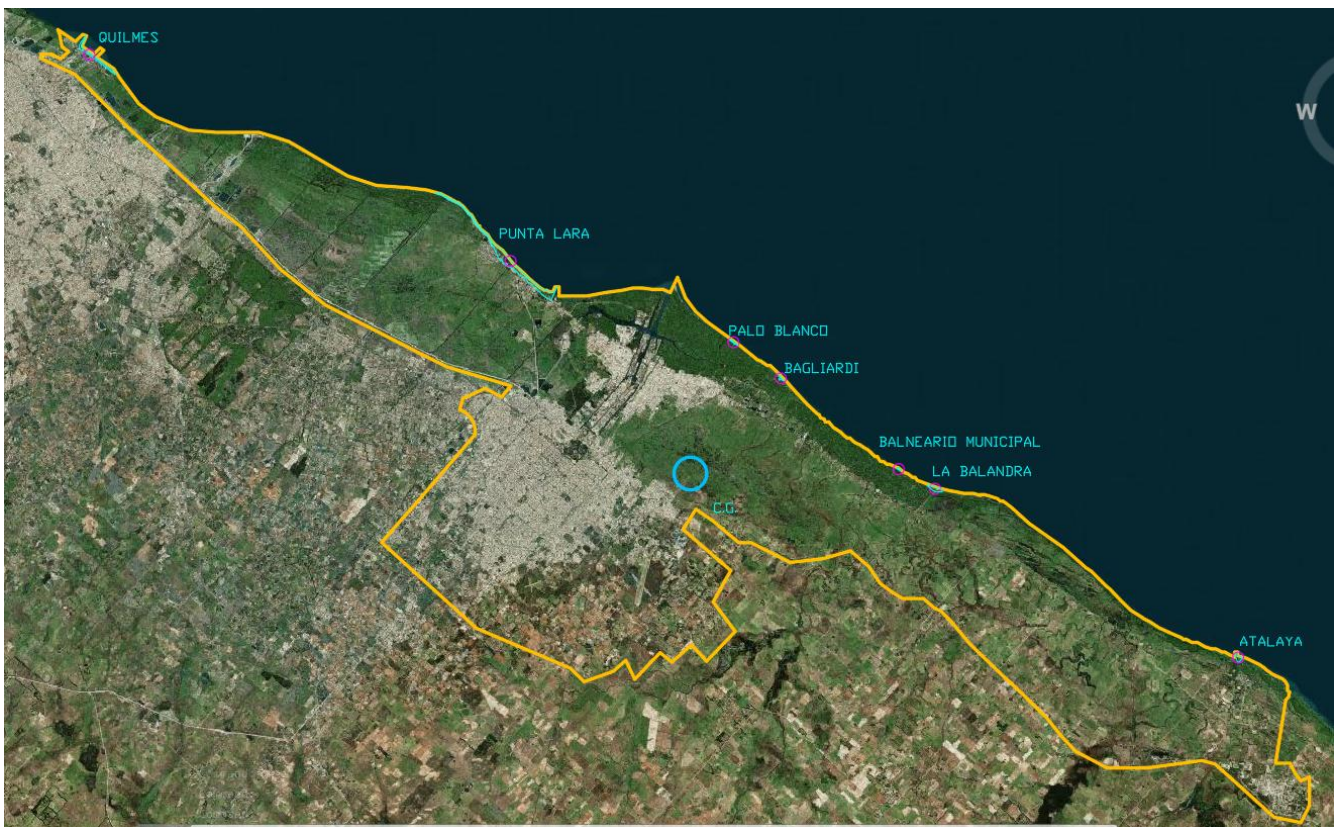 QUILMES
W
PUNTA LARA
PALO BLANCO
BAGLIARDI
BALNEARIO MUNICIPAL
LA BALANDRA
C.G.
ATALAYA